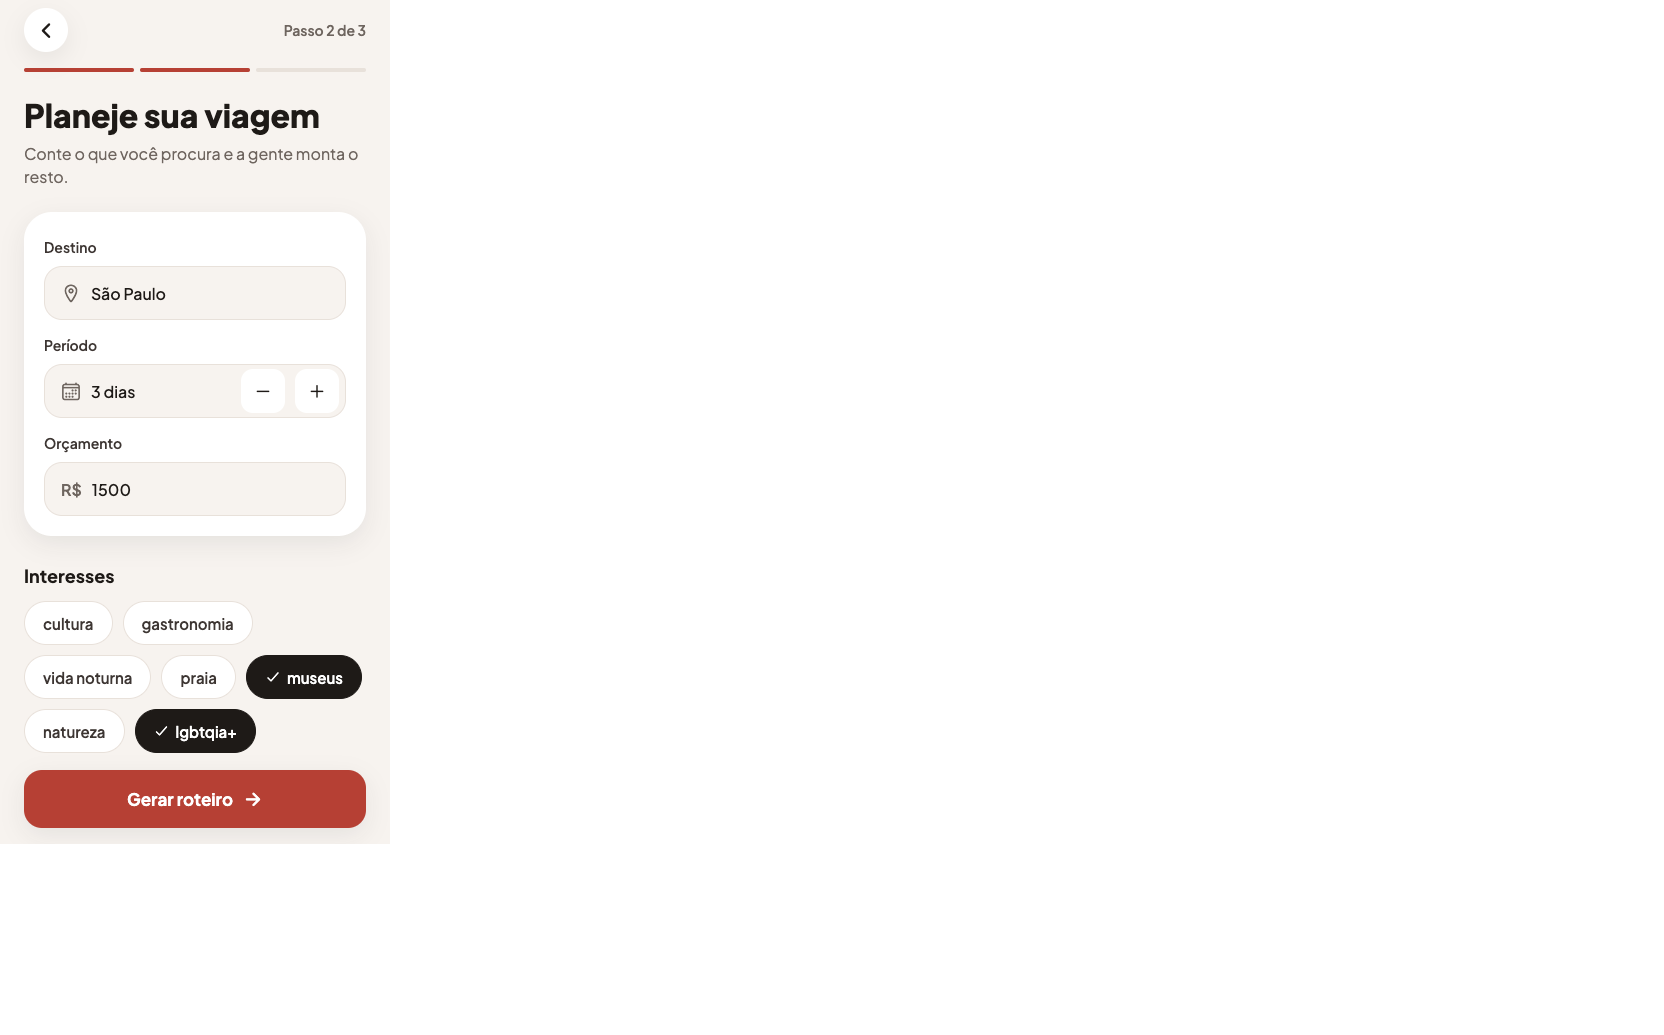 Passo 2 de 3
Planeje sua viagem
Conte o que você procura e a gente monta o
resto.
Destino
São Paulo
Período
3 dias
Orçamento
R$ 1500
Interesses
cultura
gastronomia
vida noturna
praia
museus
natureza
lgbtqia+
Gerar roteiro